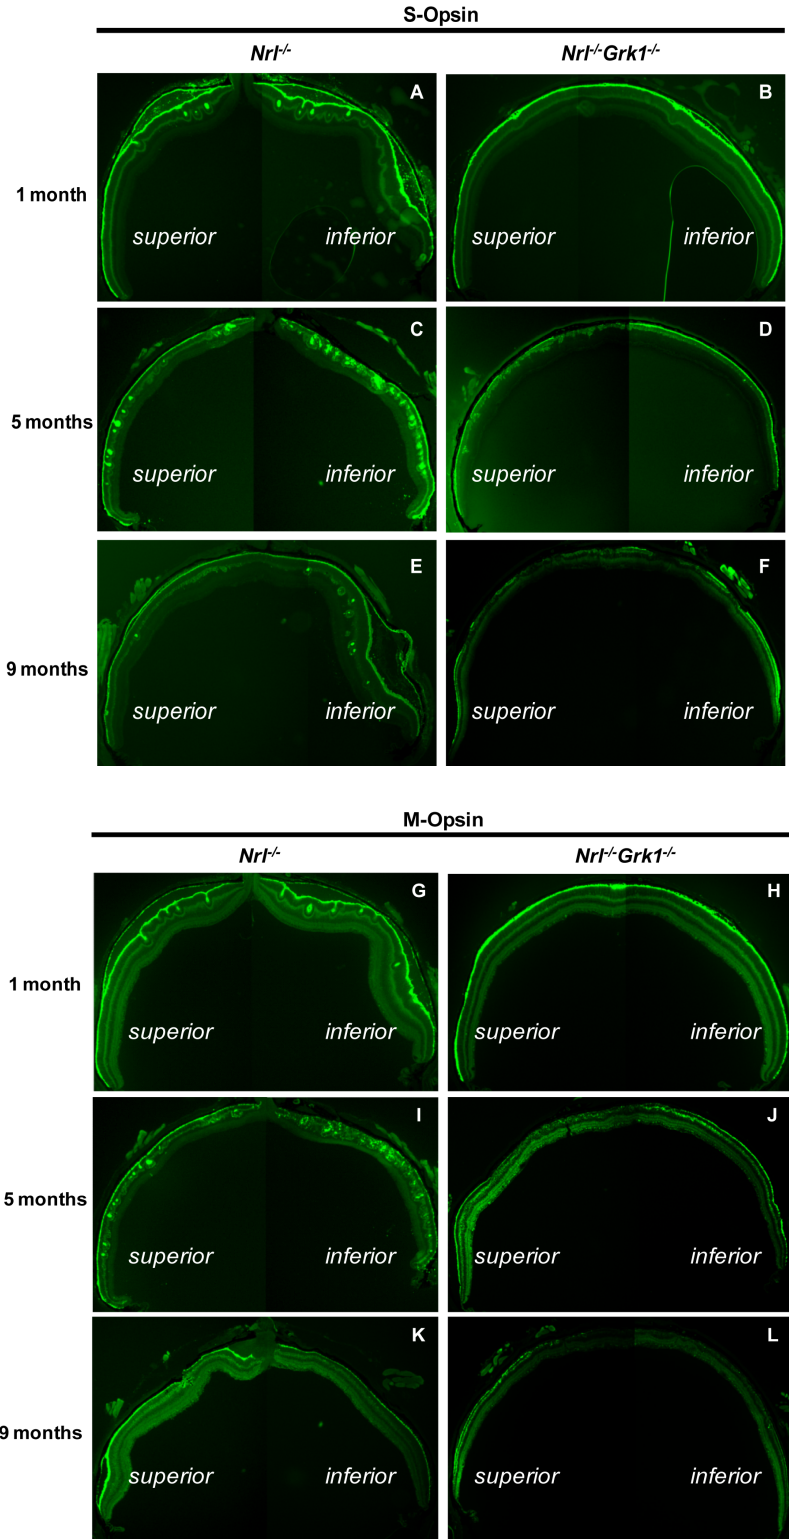 S-Opsin
Nrl-/-
Nrl-/-Grk1-/-
1 month
A
superior
inferior
B
superior
inferior
5 months
C
superior
inferior
D
superior
inferior
9 months
E
superior
inferior
F
superior
inferior
M-Opsin
Nrl-/-
Nrl-/-Grk1-/-
1 month
G
superior
inferior
H
superior
inferior
5 months
I
superior
inferior
J
superior
inferior
9 months
K
superior
inferior
L
superior
inferior